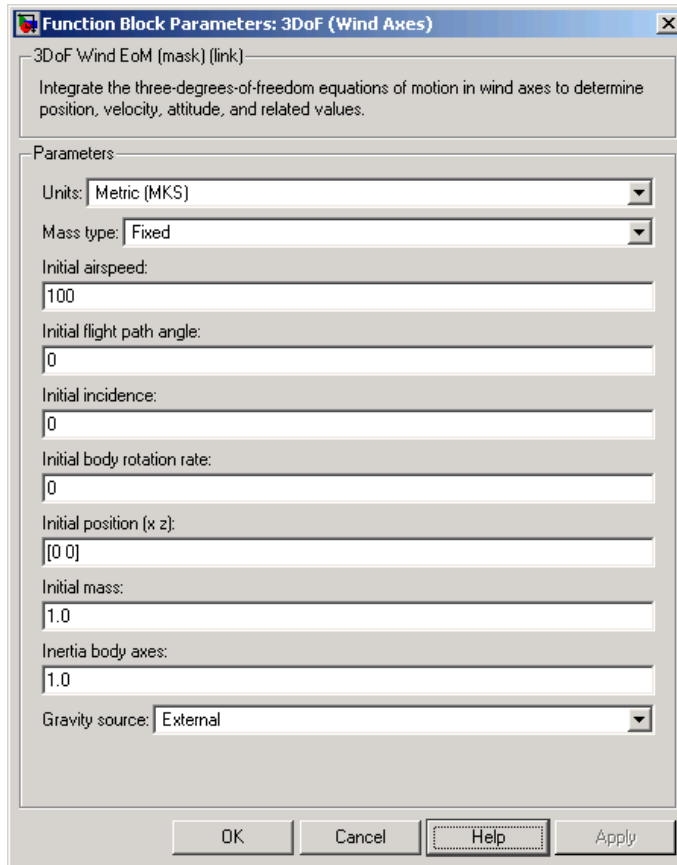 Function Block Parameters: 3DoF (Wind Axes)
3DoF Wind EoM (mask) (link)
Integrate the three-degrees-of-freedom equations of motion in wind axes to determine
position, velocity, attitude, and related values.
Parameters
Units: Metric (MKS)
Mass type: Fixed
Initial airspeed:
100
Initial flight path angle:
0
Initial incidence:
0
Initial body rotation rate:
0
Initial position (x z):
[0 0]
Initial mass:
1.0
Inertia body axes:
1.0
Gravity source: External
OK Cancel Help Apply